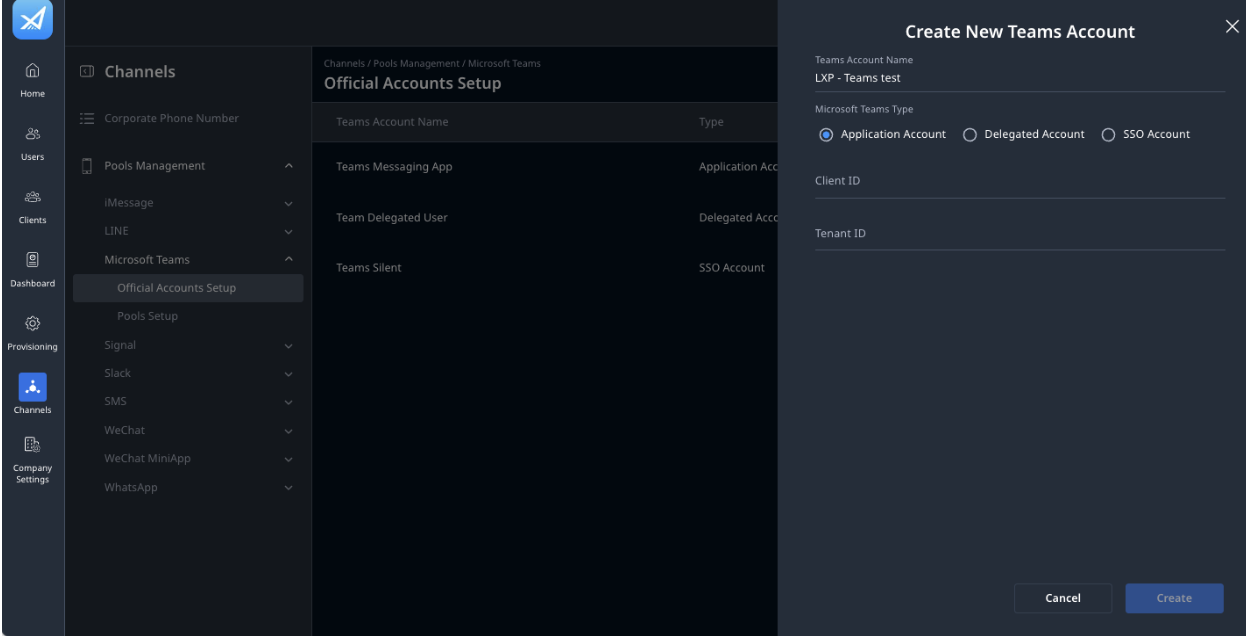 Home
Users
Clients
Dashboard
Provisioning
Channels
Company
Settings
Channels
Corporate Phone Number
Pools Management
iMessage
LINE
Microsoft Teams
Official Accounts Setup
Pools Setup
Signal
Slack
SMS
WeChat
WeChat MiniApp
WhatsApp
Channels / Pools Management / Microsoft Teams
Official Accounts Setup
Teams Account Name Type
Teams Messaging App Application Acc
Team Delegated User Delegated Acco
Teams Silent SSO Account
Create New Teams Account
Teams Account Name
LXP - Teams test
Microsoft Teams Type
Application Account Delegated Account SSO Account
Client ID
Tenant ID
Cancel Create